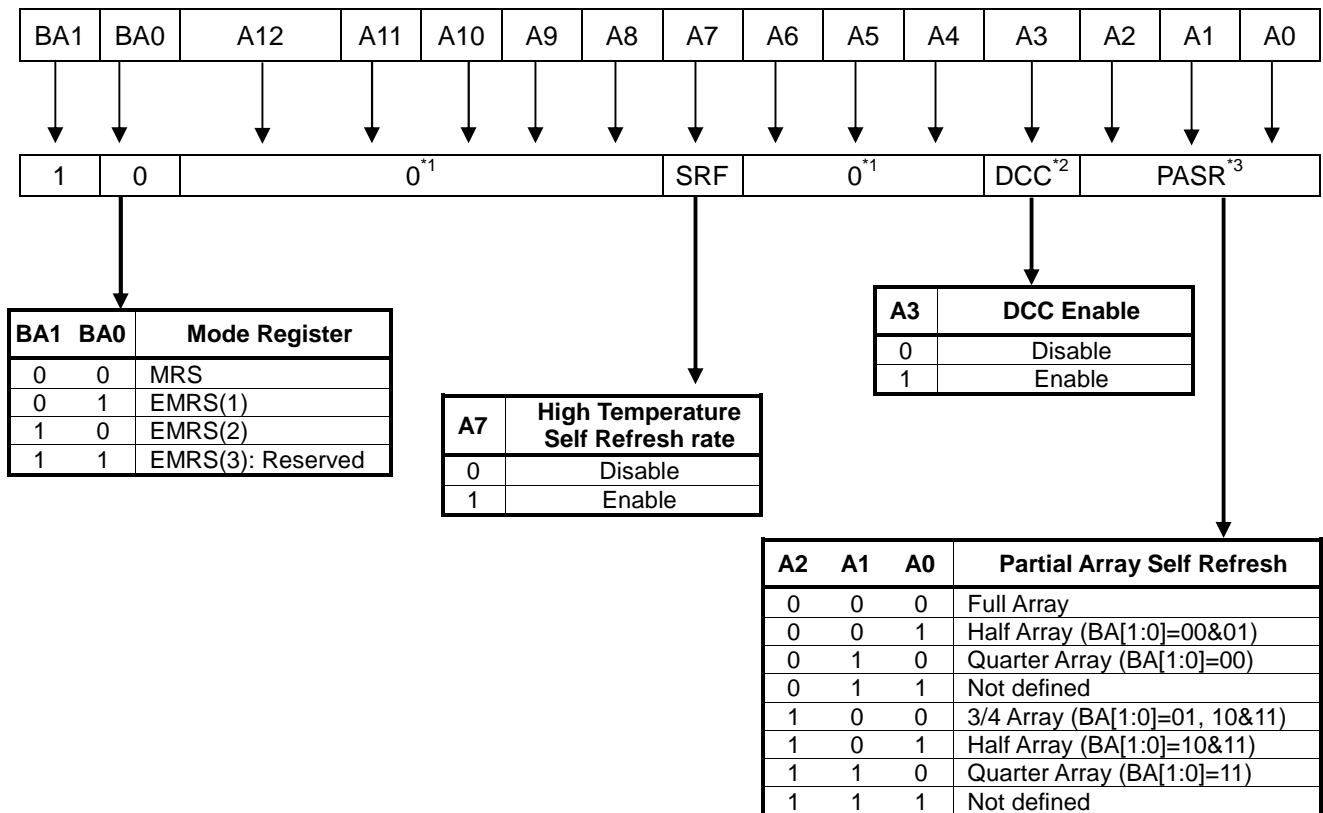 BA1 BA0 A12 A11 A10 A9 A8 A7 A6 A5 A4 A3 A2 A1 A0
1 0 0*1 SRF 0*1 DCC*2 PASR*3
BA1 BA0 Mode Register
0 0 MRS
0 1 EMRS(1)
1 0 EMRS(2)
1 1 EMRS(3): Reserved
A7 High Temperature
Self Refresh rate
0 Disable
1 Enable
A3 DCC Enable
0 Disable
1 Enable
A2 A1 A0 Partial Array Self Refresh
0 0 0 Full Array
0 0 1 Half Array (BA[1:0]=00&01)
0 1 0 Quarter Array (BA[1:0]=00)
0 1 1 Not defined
1 0 0 3/4 Array (BA[1:0]=01, 10&11)
1 0 1 Half Array (BA[1:0]=10&11)
1 1 0 Quarter Array (BA[1:0]=11)
1 1 1 Not defined